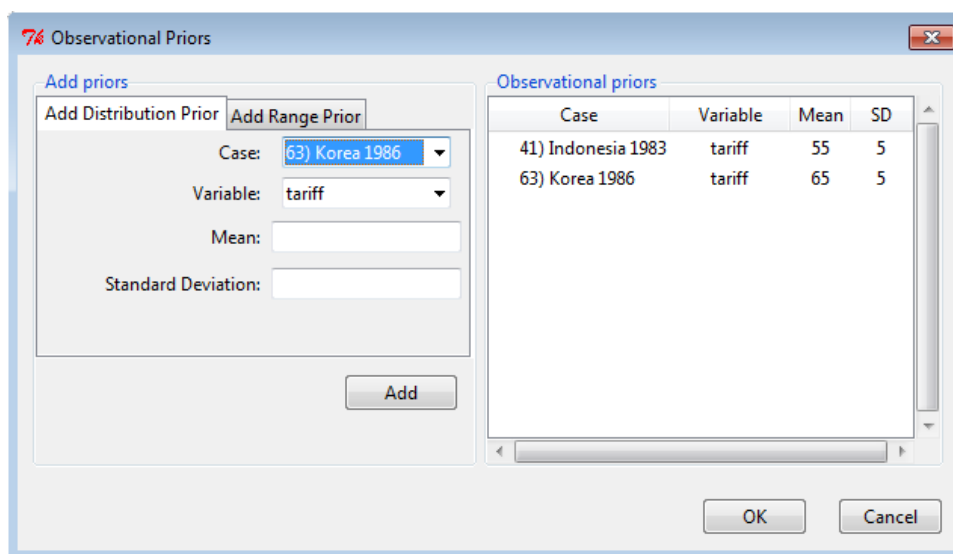 Observational Priors
Add priors
Add Distribution Prior Add Range Prior
Case: 63) Korea 1986
Variable: tariff
Mean:
Standard Deviation:
Add
Observational priors
Case Variable Mean SD
41) Indonesia 1983 tariff 55 5
63) Korea 1986 tariff 65 5
OK Cancel